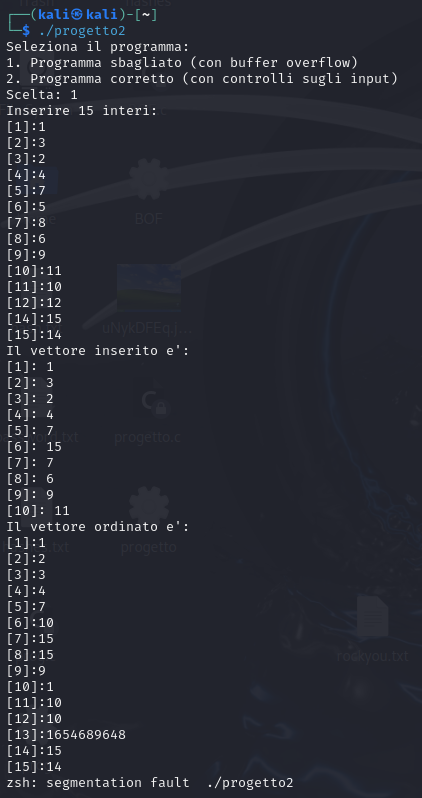 ┌──(kali㉿kali)-[~]
└─$ ./progetto2
Seleziona il programma:
1. Programma sbagliato (con buffer overflow)
2. Programma corretto (con controlli sugli input)
Scelta: 1
Inserire 15 interi:
[1]:1
[2]:3
[3]:2
[4]:4
[5]:7
[6]:5
[7]:8
[8]:6
[9]:9
[10]:11
[11]:10
[12]:12
[14]:15
[15]:14
Il vettore inserito e':
[1]: 1
[2]: 3
[3]: 2
[4]: 4
[5]: 7
[6]: 15
[7]: 7
[8]: 6
[9]: 9
[10]: 11
Il vettore ordinato e':
[1]:1
[2]:2
[3]:3
[4]:4
[5]:7
[6]:10
[7]:15
[8]:15
[9]:9
[10]:1
[11]:10
[12]:10
[13]:1654689648
[14]:15
[15]:14
zsh: segmentation fault  ./progetto2
BOF
uNykDFEq.j...
progetto.c
progetto
rockyou.txt